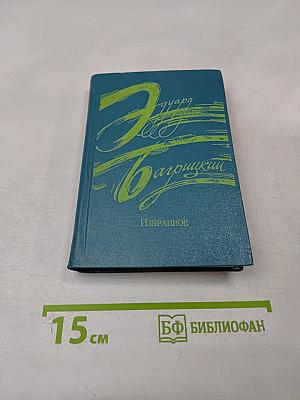 Эдуард
Багрицкий
Избранное
15 см
БФ БИБЛИОФАН